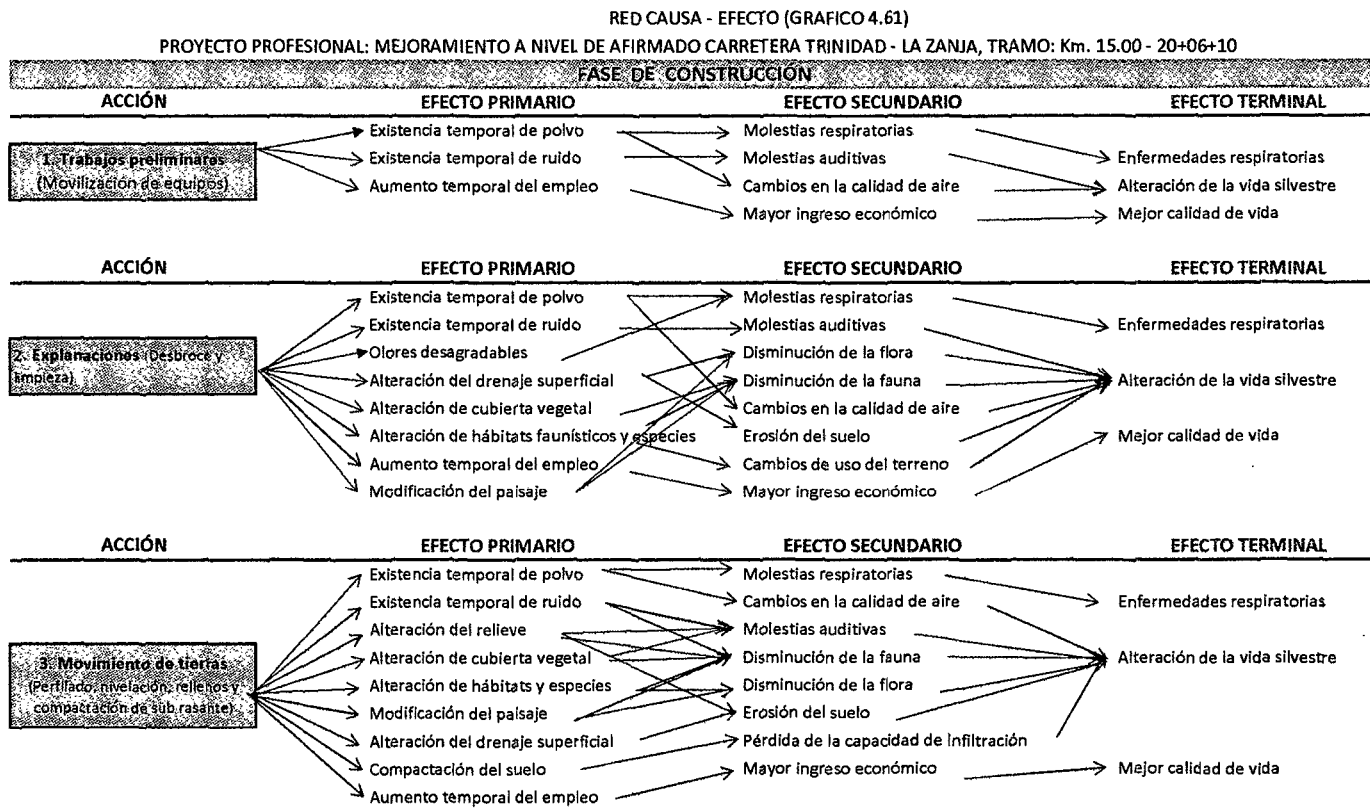 RED CAUSA - EFECTO (GRAFICO 4.61)
PROYECTO PROFESIONAL: MEJORAMIENTO A NIVEL DE AFIRMADO CARRETERA TRINIDAD - LA ZANJA, TRAMO: Km. 15.00 - 20+06+10
FASE DE CONSTRUCCIÓN
ACCIÓN EFECTO PRIMARIO EFECTO SECUNDARIO EFECTO TERMINAL
1. Trabajos preliminares
(Movilización de equipos)
Existencia temporal de polvo
Existencia temporal de ruido
Aumento temporal del empleo
Molestias respiratorias
Molestias auditivas
Cambios en la calidad de aire
Mayor ingreso económico
Enfermedades respiratorias
Alteración de la vida silvestre
Mejor calidad de vida
ACCIÓN EFECTO PRIMARIO EFECTO SECUNDARIO EFECTO TERMINAL
2. Explanaciones (Desbroce y
limpieza)
Existencia temporal de polvo
Existencia temporal de ruido
Olores desagradables
Alteración del drenaje superficial
Alteración de cubierta vegetal
Alteración de hábitats faunísticos y especies
Aumento temporal del empleo
Modificación del paisaje
Molestias respiratorias
Molestias auditivas
Disminución de la flora
Disminución de la fauna
Cambios en la calidad de aire
Erosión del suelo
Cambios de uso del terreno
Mayor ingreso económico
Enfermedades respiratorias
Alteración de la vida silvestre
Mejor calidad de vida
ACCIÓN EFECTO PRIMARIO EFECTO SECUNDARIO EFECTO TERMINAL
3. Movimiento de tierras
(Perfilado, nivelación, rellenos y
compactación de sub rasante)
Existencia temporal de polvo
Existencia temporal de ruido
Alteración del relieve
Alteración de cubierta vegetal
Alteración de hábitats y especies
Modificación del paisaje
Alteración del drenaje superficial
Compactación del suelo
Aumento temporal del empleo
Molestias respiratorias
Cambios en la calidad de aire
Molestias auditivas
Disminución de la fauna
Disminución de la flora
Erosión del suelo
Pérdida de la capacidad de infiltración
Mayor ingreso económico
Enfermedades respiratorias
Alteración de la vida silvestre
Mejor calidad de vida